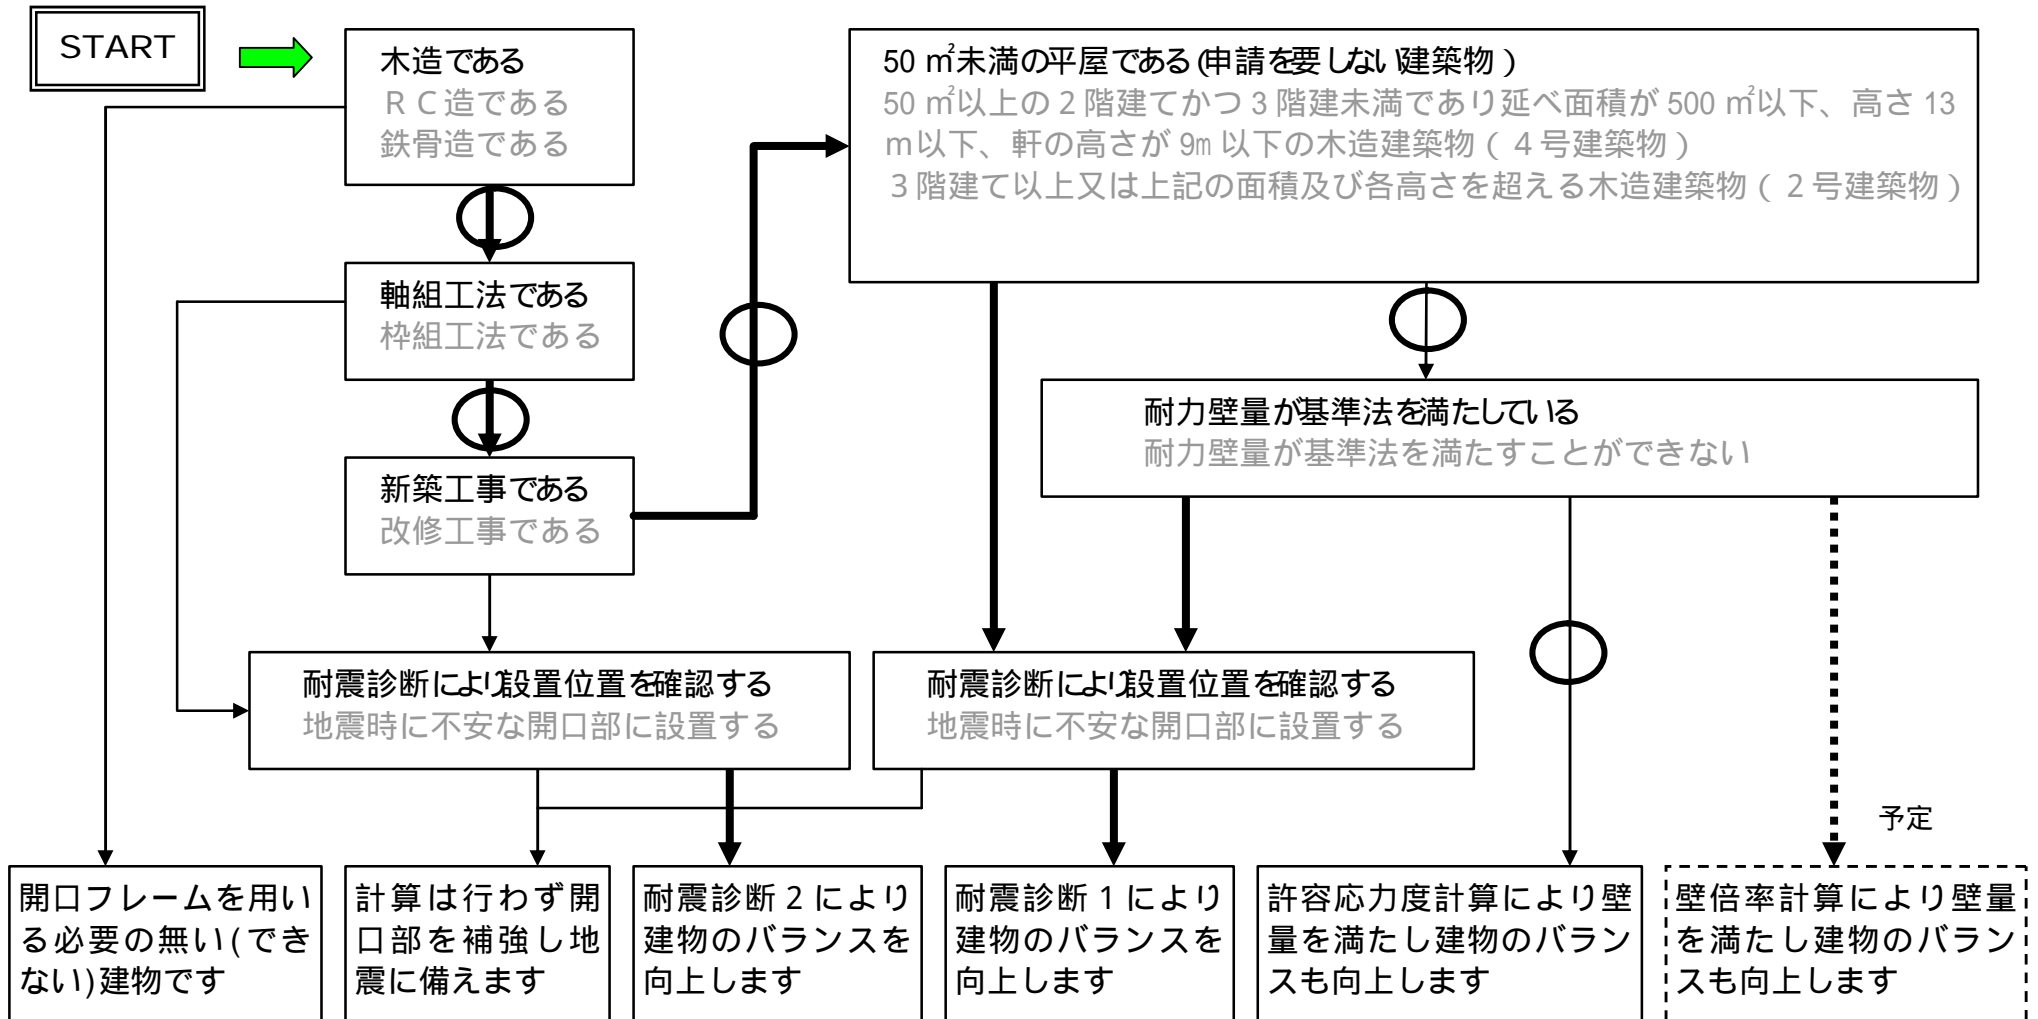 START
木造である
ＲＣ造である
鉄骨造である
50 ㎡未満の平屋である(申請を要しない建築物)
50 ㎡以上の２階建てかつ３階建未満であり延べ面積が 500 ㎡以下、高さ 13
ｍ以下、軒の高さが 9m 以下の木造建築物(４号建築物)
３階建て以上又は上記の面積及び各高さを超える木造建築物(２号建築物)
軸組工法である
枠組工法である
耐力壁量が基準法を満たしている
耐力壁量が基準法を満たすことができない
新築工事である
改修工事である
耐震診断により設置位置を確認する
地震時に不安な開口部に設置する
耐震診断により設置位置を確認する
地震時に不安な開口部に設置する
予定
開口フレームを用い
る必要の無い(でき
ない)建物です
計算は行わず開
口部を補強し地
震に備えます
耐震診断２により
建物のバランスを
向上します
耐震診断１により
建物のバランスを
向上します
許容応力度計算により壁
量を満たし建物のバラン
スも向上します
壁倍率計算により壁量
を満たし建物のバラン
スも向上します